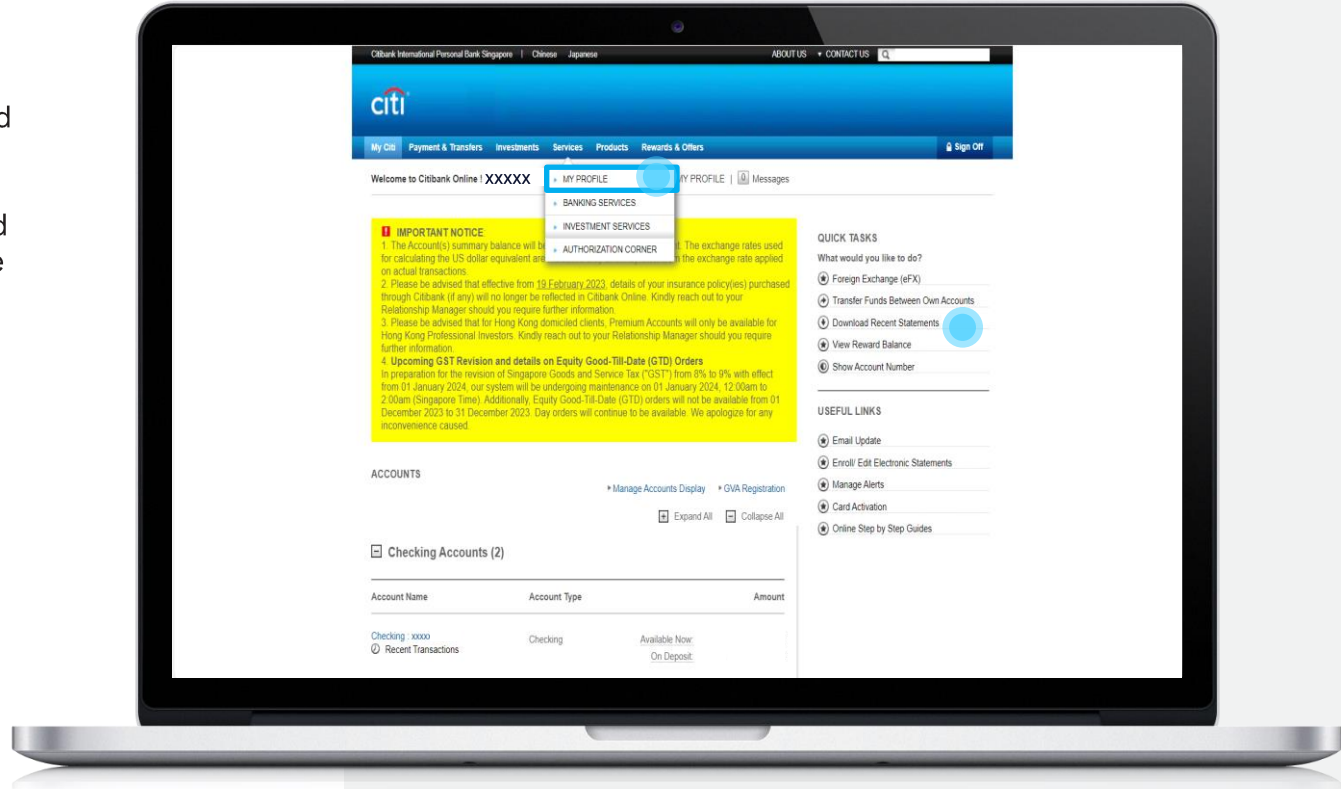 d
d
e
Citibank International Personal Bank Singapore | Chinese Japanese ABOUT US CONTACT US
citi
My Citi Payment & Transfers Investments Services Products Rewards & Offers Sign Off
Welcome to Citibank Online ! XXXXX MY PROFILE MY PROFILE | Messages
BANKING SERVICES
INVESTMENT SERVICES
AUTHORIZATION CORNER
IMPORTANT NOTICE
1. The Account(s) summary balance will be t. The exchange rates used
for calculating the US dollar equivalent are the exchange rate applied
on actual transactions.
2. Please be advised that effective from 19 February 2023, details of your insurance policy(ies) purchased
through Citibank (if any) will no longer be reflected in Citibank Online. Kindly reach out to your
Relationship Manager should you require further information.
3. Please be advised that for Hong Kong domiciled clients, Premium Accounts will only be available for
Hong Kong Professional Investors. Kindly reach out to your Relationship Manager should you require
further information.
4. Upcoming GST Revision and details on Equity Good-Till-Date (GTD) Orders
In preparation for the revision of Singapore Goods and Service Tax ("GST") from 8% to 9% with effect
from 01 January 2024, our system will be undergoing maintenance on 01 January 2024, 12:00am to
2:00am (Singapore Time). Additionally, Equity Good-Till-Date (GTD) orders will not be available from 01
December 2023 to 31 December 2023. Day orders will continue to be available. We apologize for any
inconvenience caused.
QUICK TASKS
What would you like to do?
Foreign Exchange (eFX)
Transfer Funds Between Own Accounts
Download Recent Statements
View Reward Balance
Show Account Number
USEFUL LINKS
Email Update
Enroll/ Edit Electronic Statements
Manage Alerts
Card Activation
Online Step by Step Guides
ACCOUNTS
Manage Accounts Display GVA Registration
Expand All Collapse All
Checking Accounts (2)
Account Name Account Type Amount
Checking : xxxxx Checking Available Now:
Recent Transactions On Deposit: